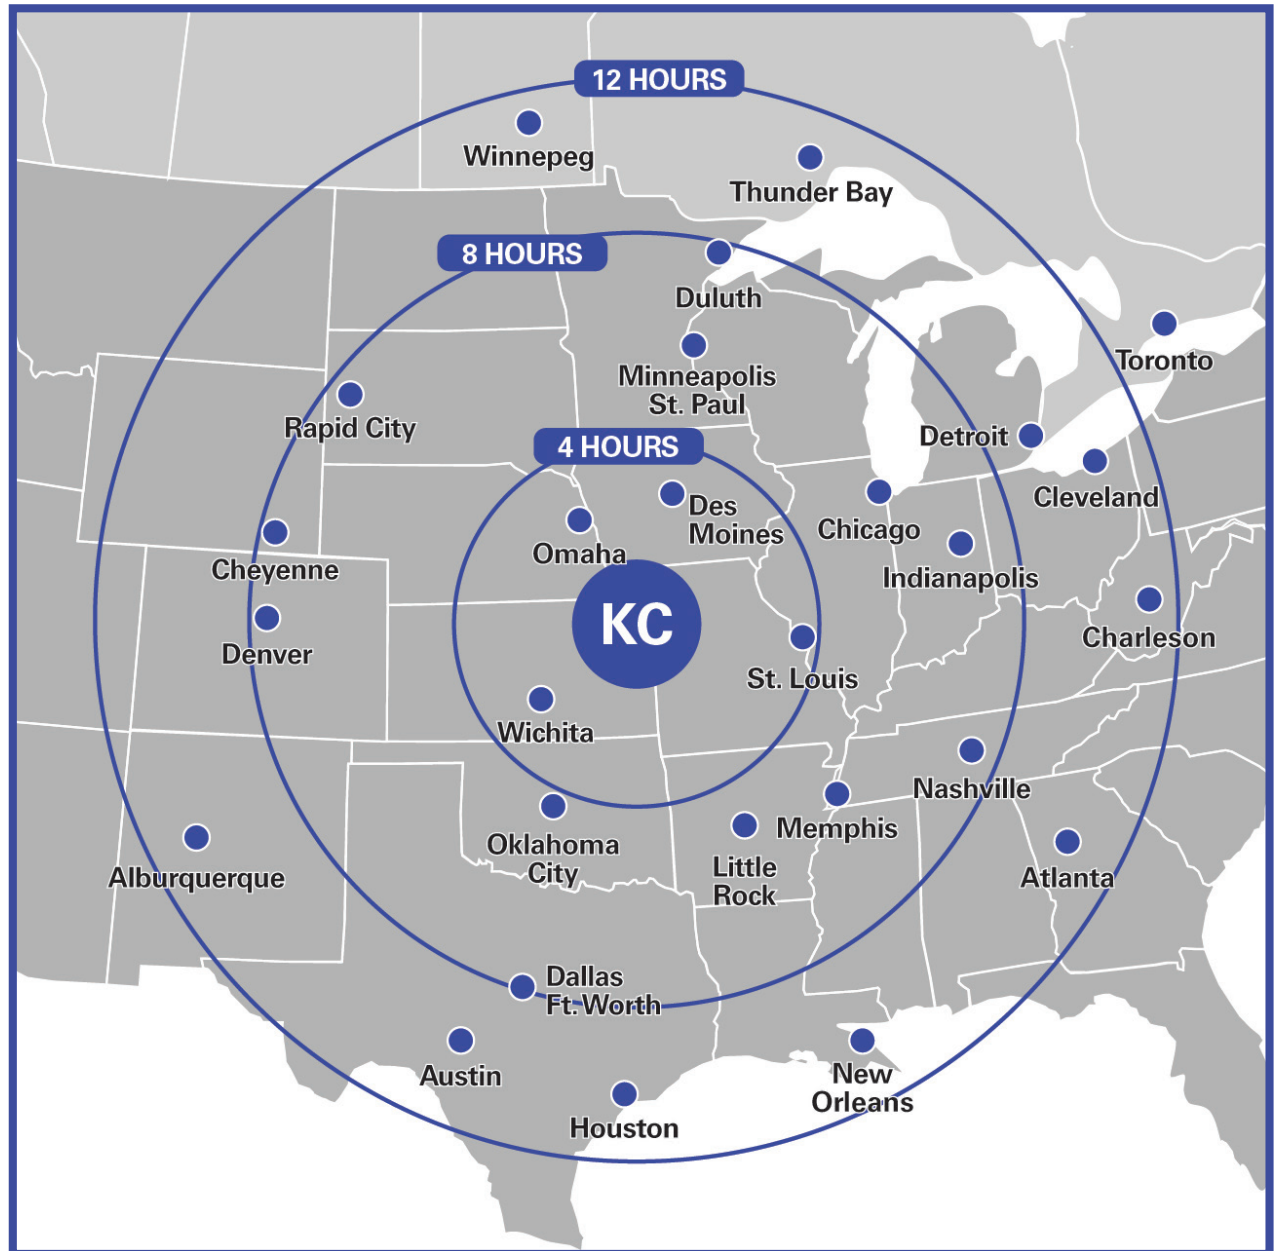 12 HOURS
Winnepeg
Thunder Bay
8 HOURS
Duluth
Toronto
Minneapolis
St. Paul
Rapid City
Detroit
4 HOURS
Cleveland
Des
Moines
Chicago
Omaha
Indianapolis
Cheyenne
KC
Charleson
Denver
St. Louis
Wichita
Nashville
Memphis
Oklahoma
City
Little
Rock
Alburquerque
Atlanta
Dallas
Ft. Worth
Austin
New
Orleans
Houston